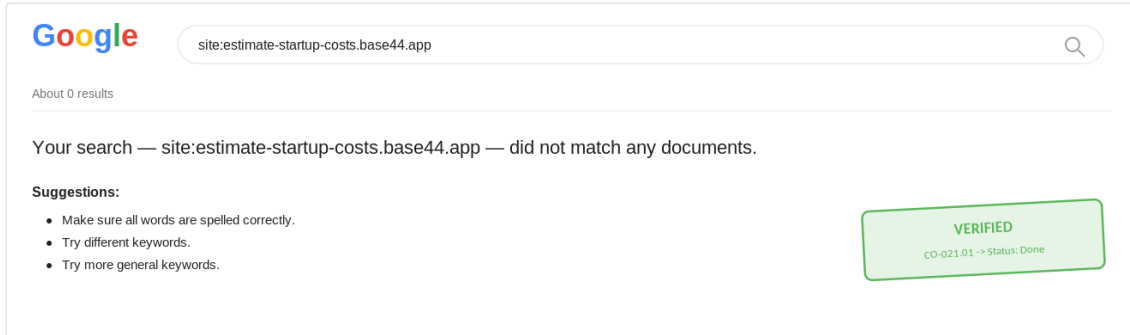 Google
site:estimate-startup-costs.base44.app
About 0 results
Your search — site:estimate-startup-costs.base44.app — did not match any documents.
Suggestions:
• Make sure all words are spelled correctly.
• Try different keywords.
• Try more general keywords.
VERIFIED
CO-021.01 -> Status: Done